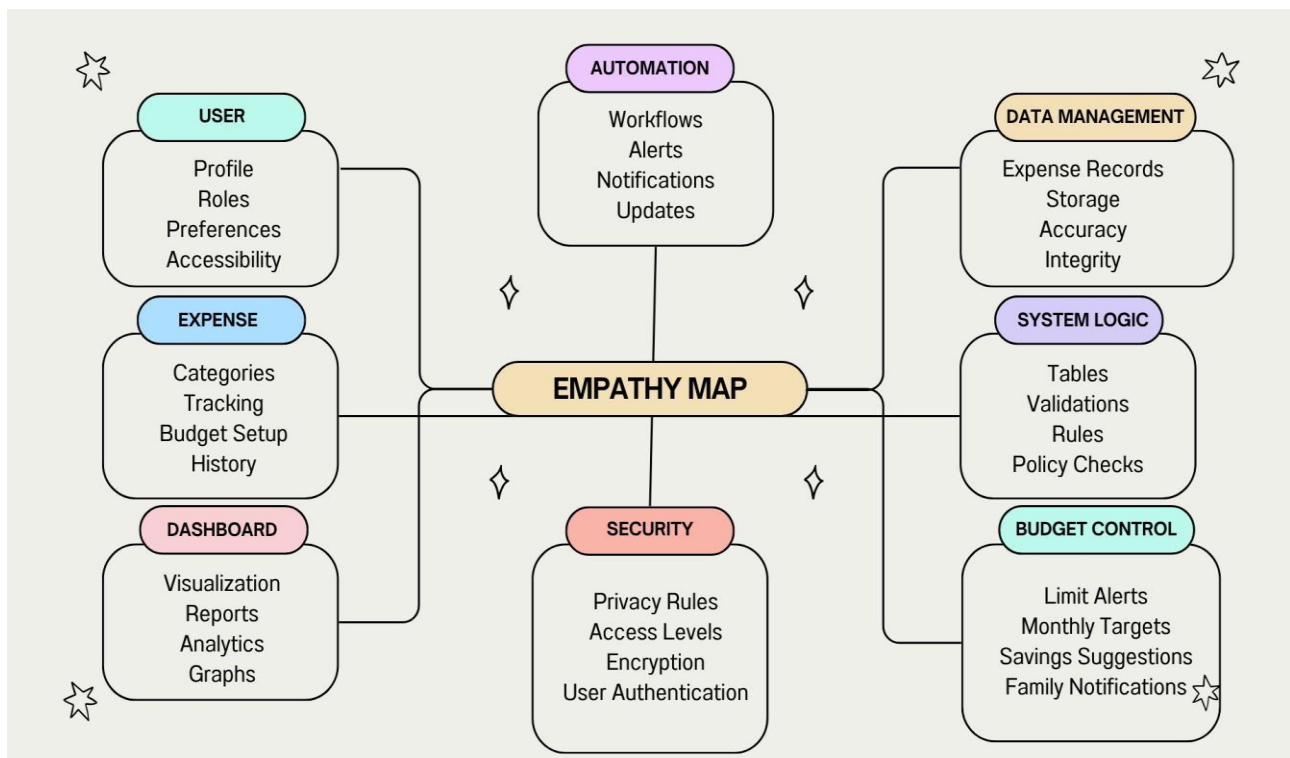 USER
Profile
Roles
Preferences
Accessibility
AUTOMATION
Workflows
Alerts
Notifications
Updates
DATA MANAGEMENT
Expense Records
Storage
Accuracy
Integrity
EXPENSE
Categories
Tracking
Budget Setup
History
EMPATHY MAP
SYSTEM LOGIC
Tables
Validations
Rules
Policy Checks
DASHBOARD
Visualization
Reports
Analytics
Graphs
SECURITY
Privacy Rules
Access Levels
Encryption
User Authentication
BUDGET CONTROL
Limit Alerts
Monthly Targets
Savings Suggestions
Family Notifications